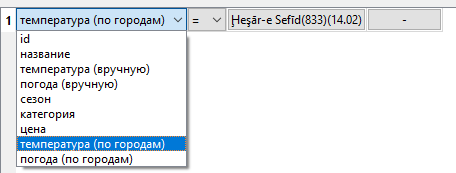 1 температура (по городам) = Ḩeşār-e Sefīd(833)(14.02) -
id
название
температура (вручную)
погода (вручную)
сезон
категория
цена
температура (по городам)
погода (по городам)